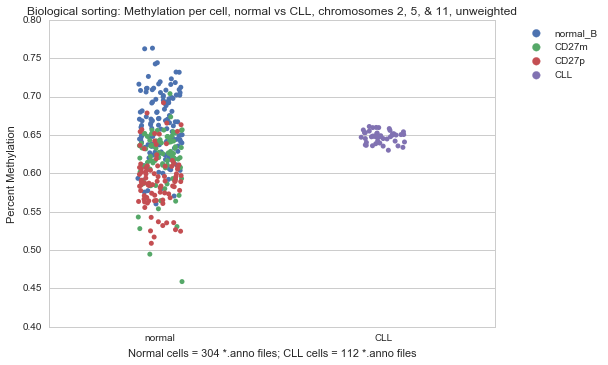 Biological sorting: Methylation per cell, normal vs CLL, chromosomes 2, 5, & 11, unweighted
0.80
0.75
0.70
0.65
0.60
0.55
0.50
0.45
0.40
Percent Methylation
normal
CLL
Normal cells = 304 *.anno files; CLL cells = 112 *.anno files
normal_B
CD27m
CD27p
CLL